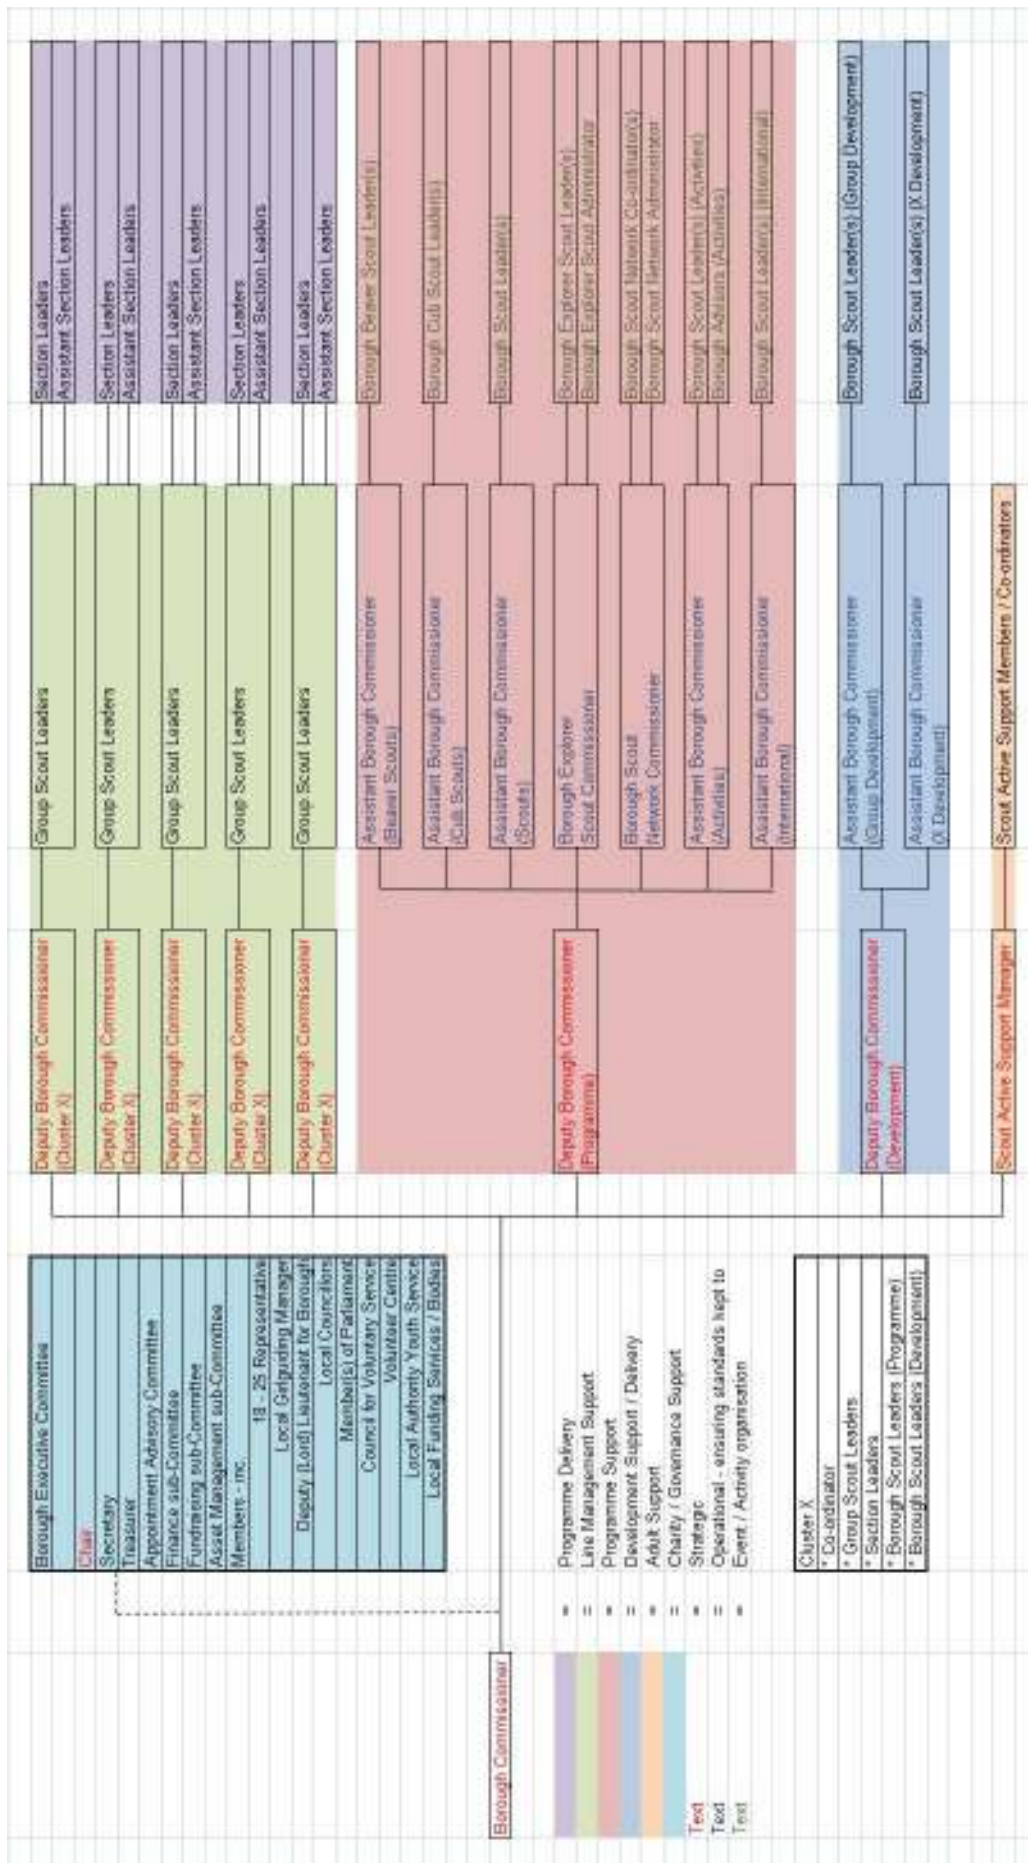 Borough Commissioner
Borough Executive Committee
Chair
Secretary
Treasurer
Appointment Advisory Committee
Finance sub-Committee
Fundraising sub-Committee
Asset Management sub-Committee
Members - inc.
18 - 25 Representative
Local Girlguiding Manager
Deputy (Lord) Lieutenant for Borough
Local Councillors
Member(s) of Parliament
Council for Voluntary Service
Volunteer Centre
Local Authority Youth Service
Local Funding Services / Bodies
= Programme Delivery
= Line Management Support
= Programme Support
= Development Support / Delivery
= Adult Support
= Charity / Governance Support
Text = Strategic
Text = Operational - ensuring standards kept to
Text = Event / Activity organisation
Cluster X
* Co-ordinator
* Group Scout Leaders
* Section Leaders
* Borough Scout Leaders (Programme)
* Borough Scout Leaders (Development)
Deputy Borough Commissioner
(Cluster X)
Group Scout Leaders
Section Leaders
Assistant Section Leaders
Deputy Borough Commissioner
(Cluster X)
Group Scout Leaders
Section Leaders
Assistant Section Leaders
Deputy Borough Commissioner
(Cluster X)
Group Scout Leaders
Section Leaders
Assistant Section Leaders
Deputy Borough Commissioner
(Cluster X)
Group Scout Leaders
Section Leaders
Assistant Section Leaders
Deputy Borough Commissioner
(Cluster X)
Group Scout Leaders
Section Leaders
Assistant Section Leaders
Deputy Borough Commissioner
(Programme)
Assistant Borough Commissioner
(Beaver Scouts)
Borough Beaver Scout Leader(s)
Assistant Borough Commissioner
(Cub Scouts)
Borough Cub Scout Leader(s)
Assistant Borough Commissioner
(Scouts)
Borough Scout Leader(s)
Borough Explorer
Scout Commissioner
Borough Explorer Scout Leader(s)
Borough Explorer Scout Administrator
Borough Scout
Network Commissioner
Borough Scout Network Co-ordinator(s)
Borough Scout Network Administrator
Assistant Borough Commissioner
(Activities)
Borough Scout Leader(s) (Activities)
Borough Advisors (Activities)
Assistant Borough Commissioner
(International)
Borough Scout Leader(s) (International)
Deputy Borough Commissioner
(Development)
Assistant Borough Commissioner
(Group Development)
Borough Scout Leader(s) (Group Development)
Assistant Borough Commissioner
(X Development)
Borough Scout Leader(s) (X Development)
Scout Active Support Manager
Scout Active Support Members / Co-ordinators